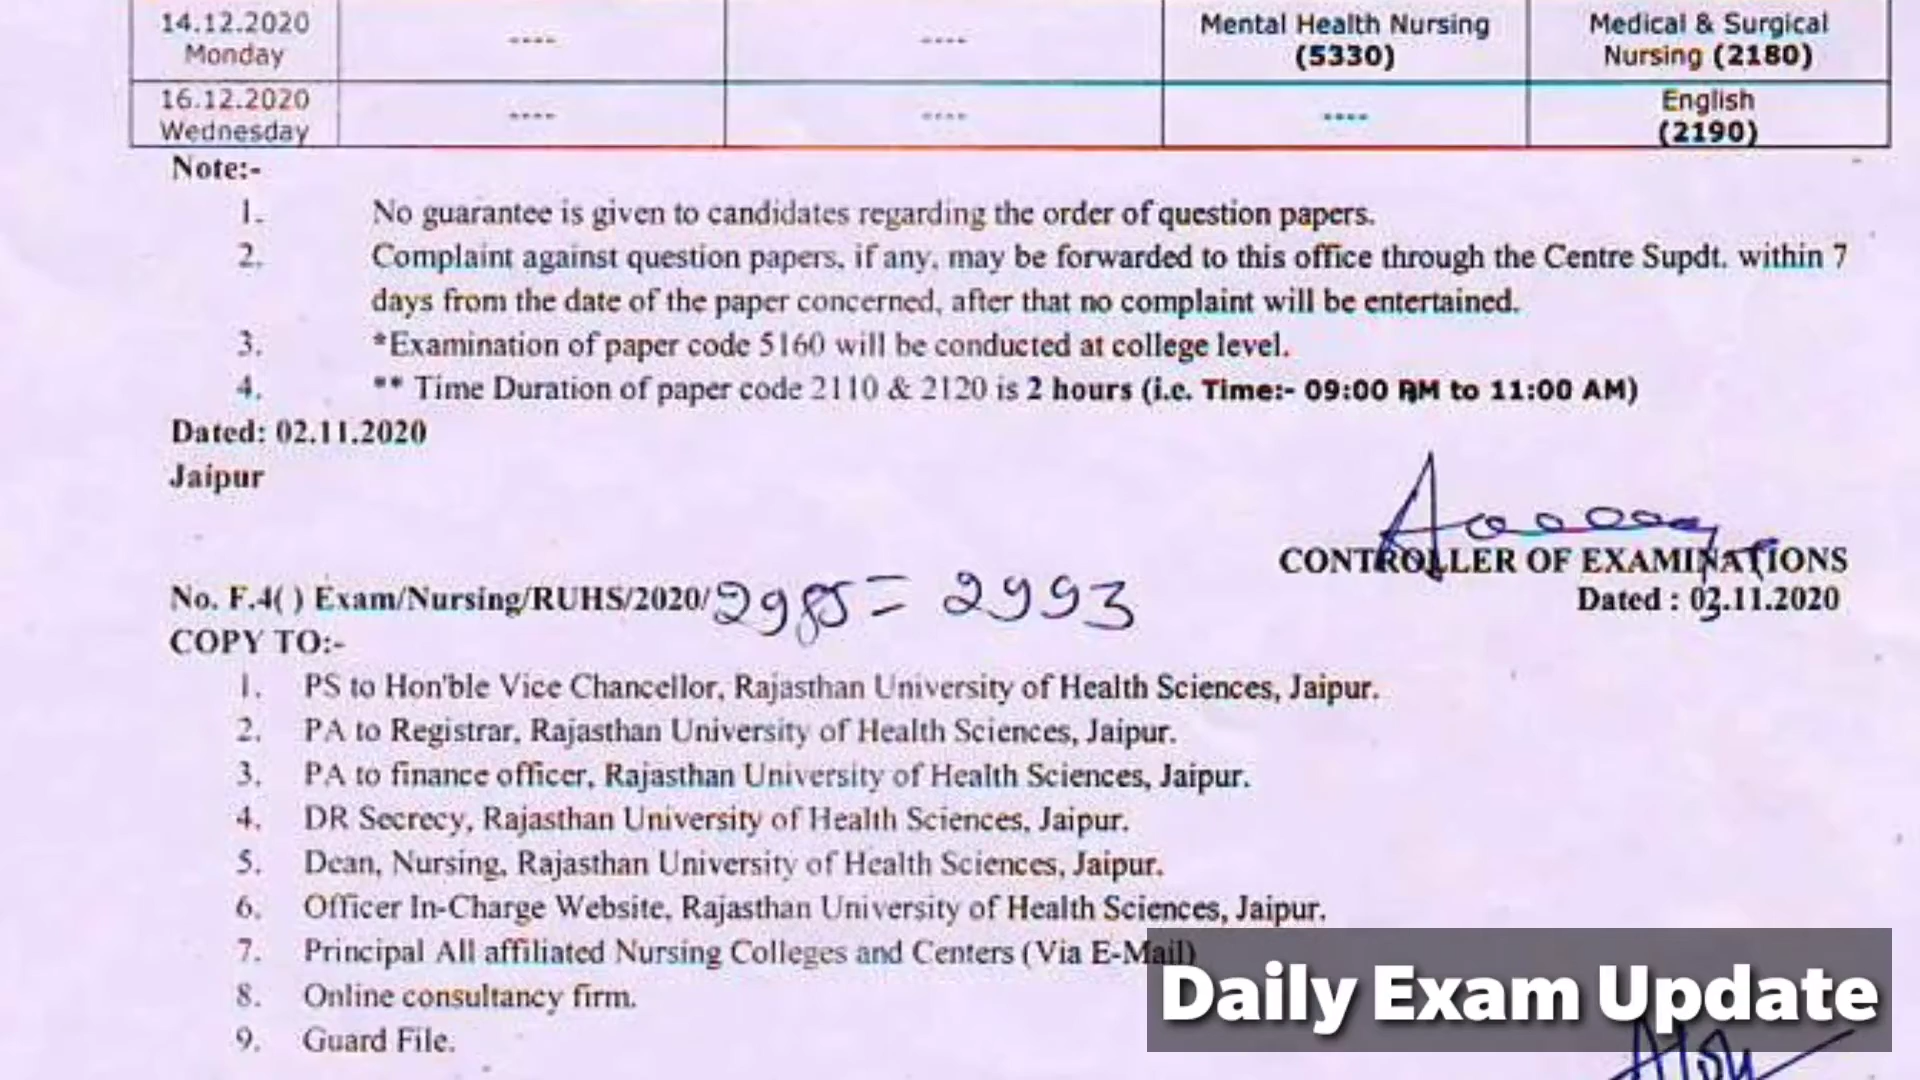 14.12.2020
Monday
----
----
Mental Health Nursing
(5330)
Medical & Surgical
Nursing (2180)
16.12.2020
Wednesday
----
----
----
English
(2190)
Note:-
1. No guarantee is given to candidates regarding the order of question papers.
2. Complaint against question papers, if any, may be forwarded to this office through the Centre Supdt. within 7
days from the date of the paper concerned, after that no complaint will be entertained.
3. *Examination of paper code 5160 will be conducted at college level.
4. ** Time Duration of paper code 2110 & 2120 is 2 hours (i.e. Time:- 09:00 AM to 11:00 AM)
Dated: 02.11.2020
Jaipur
CONTROLLER OF EXAMINATIONS
No. F.4( ) Exam/Nursing/RUHS/2020/2985= 2993
Dated : 03.11.2020
COPY TO:-
1. PS to Hon'ble Vice Chancellor, Rajasthan University of Health Sciences, Jaipur.
2. PA to Registrar, Rajasthan University of Health Sciences, Jaipur.
3. PA to finance officer, Rajasthan University of Health Sciences, Jaipur.
4. DR Secrecy, Rajasthan University of Health Sciences, Jaipur.
5. Dean, Nursing, Rajasthan University of Health Sciences, Jaipur.
6. Officer In-Charge Website, Rajasthan University of Health Sciences, Jaipur.
7. Principal All affiliated Nursing Colleges and Centers (Via E-Mail)
8. Online consultancy firm.
9. Guard File.
Daily Exam Update